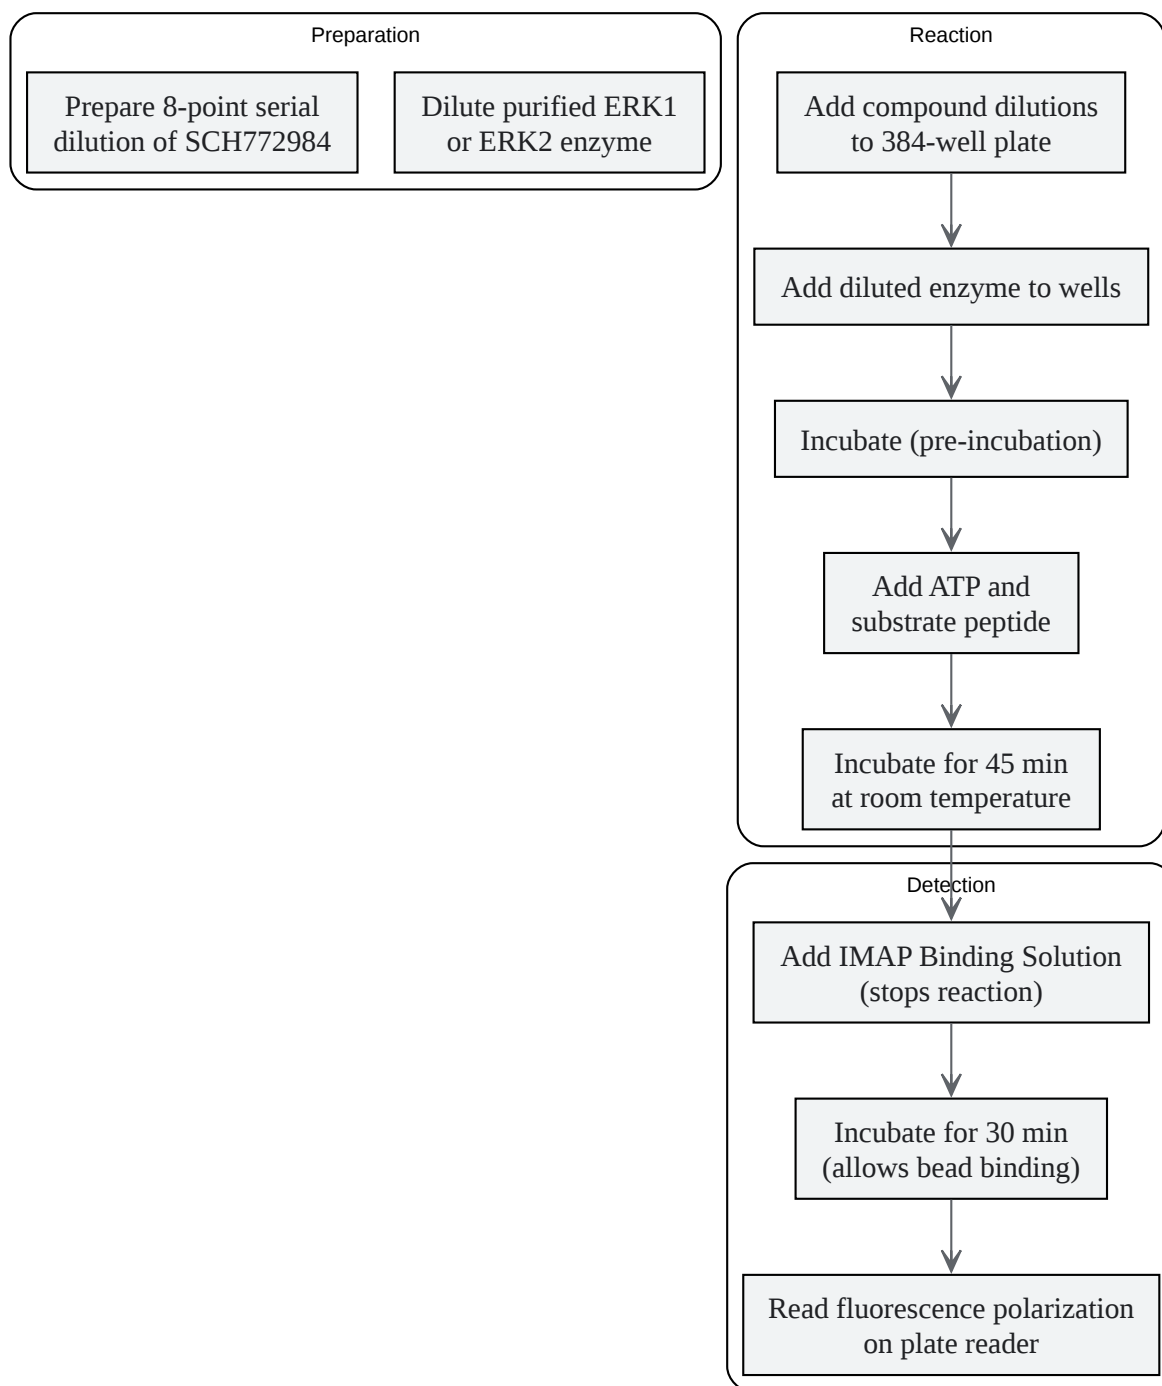 Preparation
Prepare 8-point serial
dilution of SCH772984
Dilute purified ERK1
or ERK2 enzyme
Reaction
Add compound dilutions
to 384-well plate
Add diluted enzyme to wells
Incubate (pre-incubation)
Add ATP and
substrate peptide
Incubate for 45 min
at room temperature
Detection
Add IMAP Binding Solution
(stops reaction)
Incubate for 30 min
(allows bead binding)
Read fluorescence polarization
on plate reader